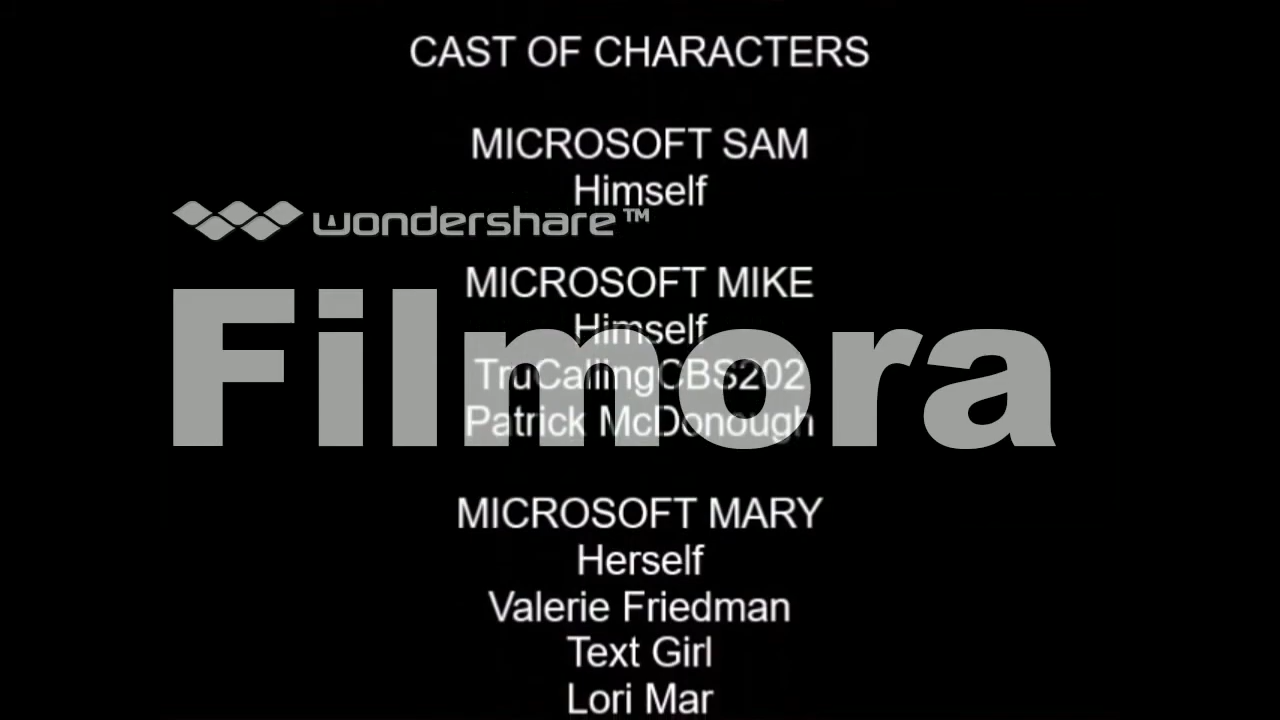 CAST OF CHARACTERS
MICROSOFT SAM
Himself
wondershare™
Filmora
MICROSOFT MIKE
Himself
TruCallingCBS202
Patrick McDonough
MICROSOFT MARY
Herself
Valerie Friedman
Text Girl
Lori Mar